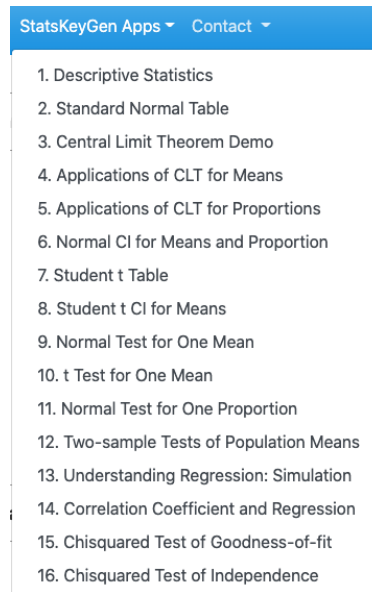 StatsKeyGen Apps Contact
1. Descriptive Statistics
2. Standard Normal Table
3. Central Limit Theorem Demo
4. Applications of CLT for Means
5. Applications of CLT for Proportions
6. Normal CI for Means and Proportion
7. Student t Table
8. Student t CI for Means
9. Normal Test for One Mean
10. t Test for One Mean
11. Normal Test for One Proportion
12. Two-sample Tests of Population Means
13. Understanding Regression: Simulation
14. Correlation Coefficient and Regression
15. Chisquared Test of Goodness-of-fit
16. Chisquared Test of Independence